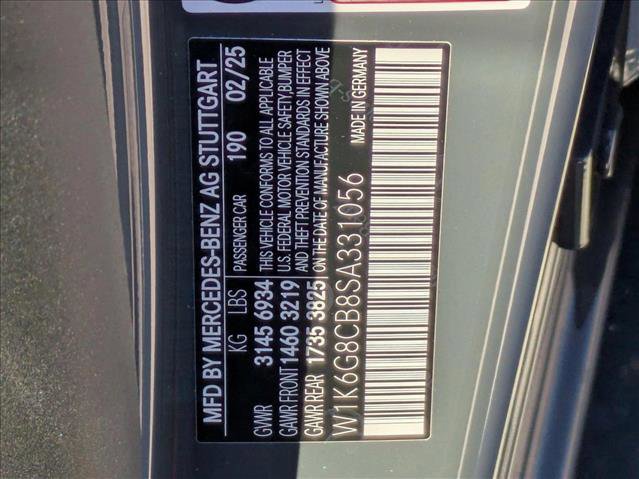 MFD BY MERCEDES-BENZ AG STUTTGART
KG LBS PASSENGER CAR 190 02/25
GVWR 3145 6934 THIS VEHICLE CONFORMS TO ALL APPLICABLE
GAWR FRONT 1460 3219 U.S. FEDERAL MOTOR VEHICLE SAFETY, BUMPER
AND THEFT PREVENTION STANDARDS IN EFFECT
GAWR REAR 1735 3825 ON THE DATE OF MANUFACTURE SHOWN ABOVE
W1K6G8CB8SA331056 MADE IN GERMANY